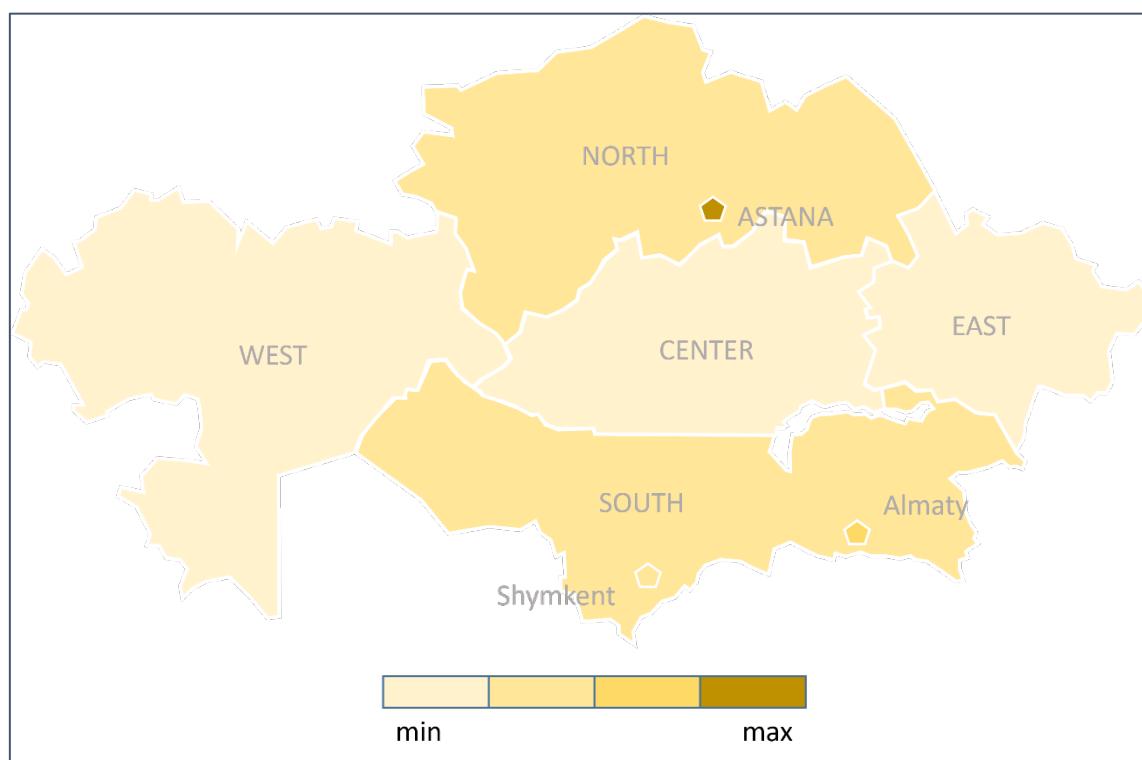 NORTH
ASTANA
EAST
CENTER
WEST
SOUTH
Almaty
Shymkent
min
max